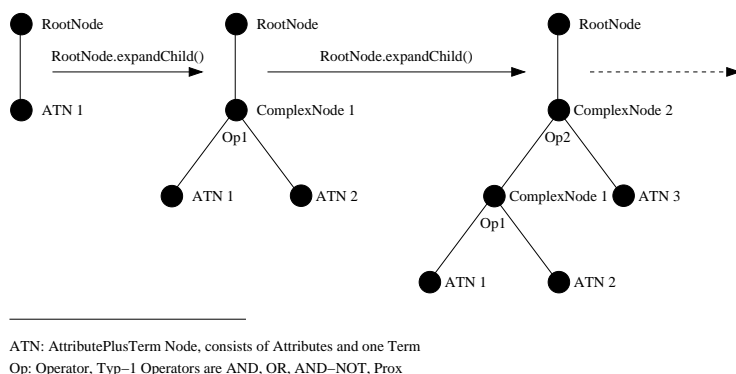 RootNode
RootNode
RootNode
RootNode.expandChild()
RootNode.expandChild()
ATN 1
ComplexNode 1
ComplexNode 2
Op1
Op2
ATN 1
ATN 2
ComplexNode 1
ATN 3
Op1
ATN 1
ATN 2
ATN: AttributePlusTerm Node, consists of Attributes and one Term
Op: Operator, Typ−1 Operators are AND, OR, AND−NOT, Prox